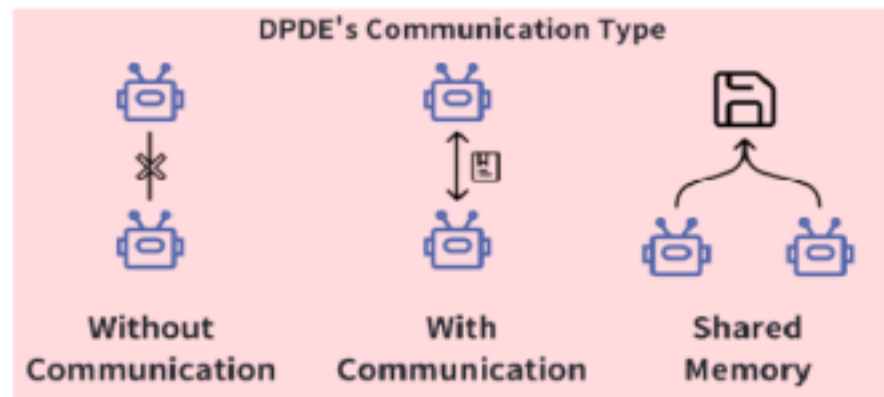 DPDE's Communication Type
Without
Communication
With
Communication
Shared
Memory